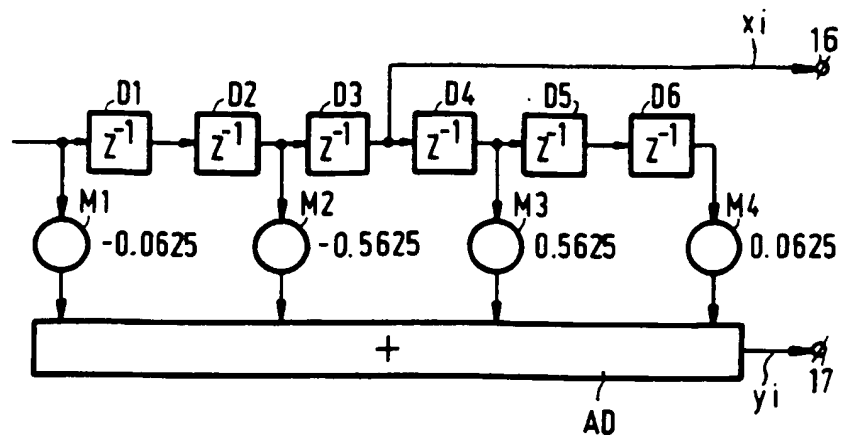 xi
16
D1 D2 D3 D4 D5 D6
z⁻¹ z⁻¹ z⁻¹ z⁻¹ z⁻¹ z⁻¹
M1 M2 M3 M4
-0.0625 -0.5625 0.5625 0.0625
+
yi
17
AD